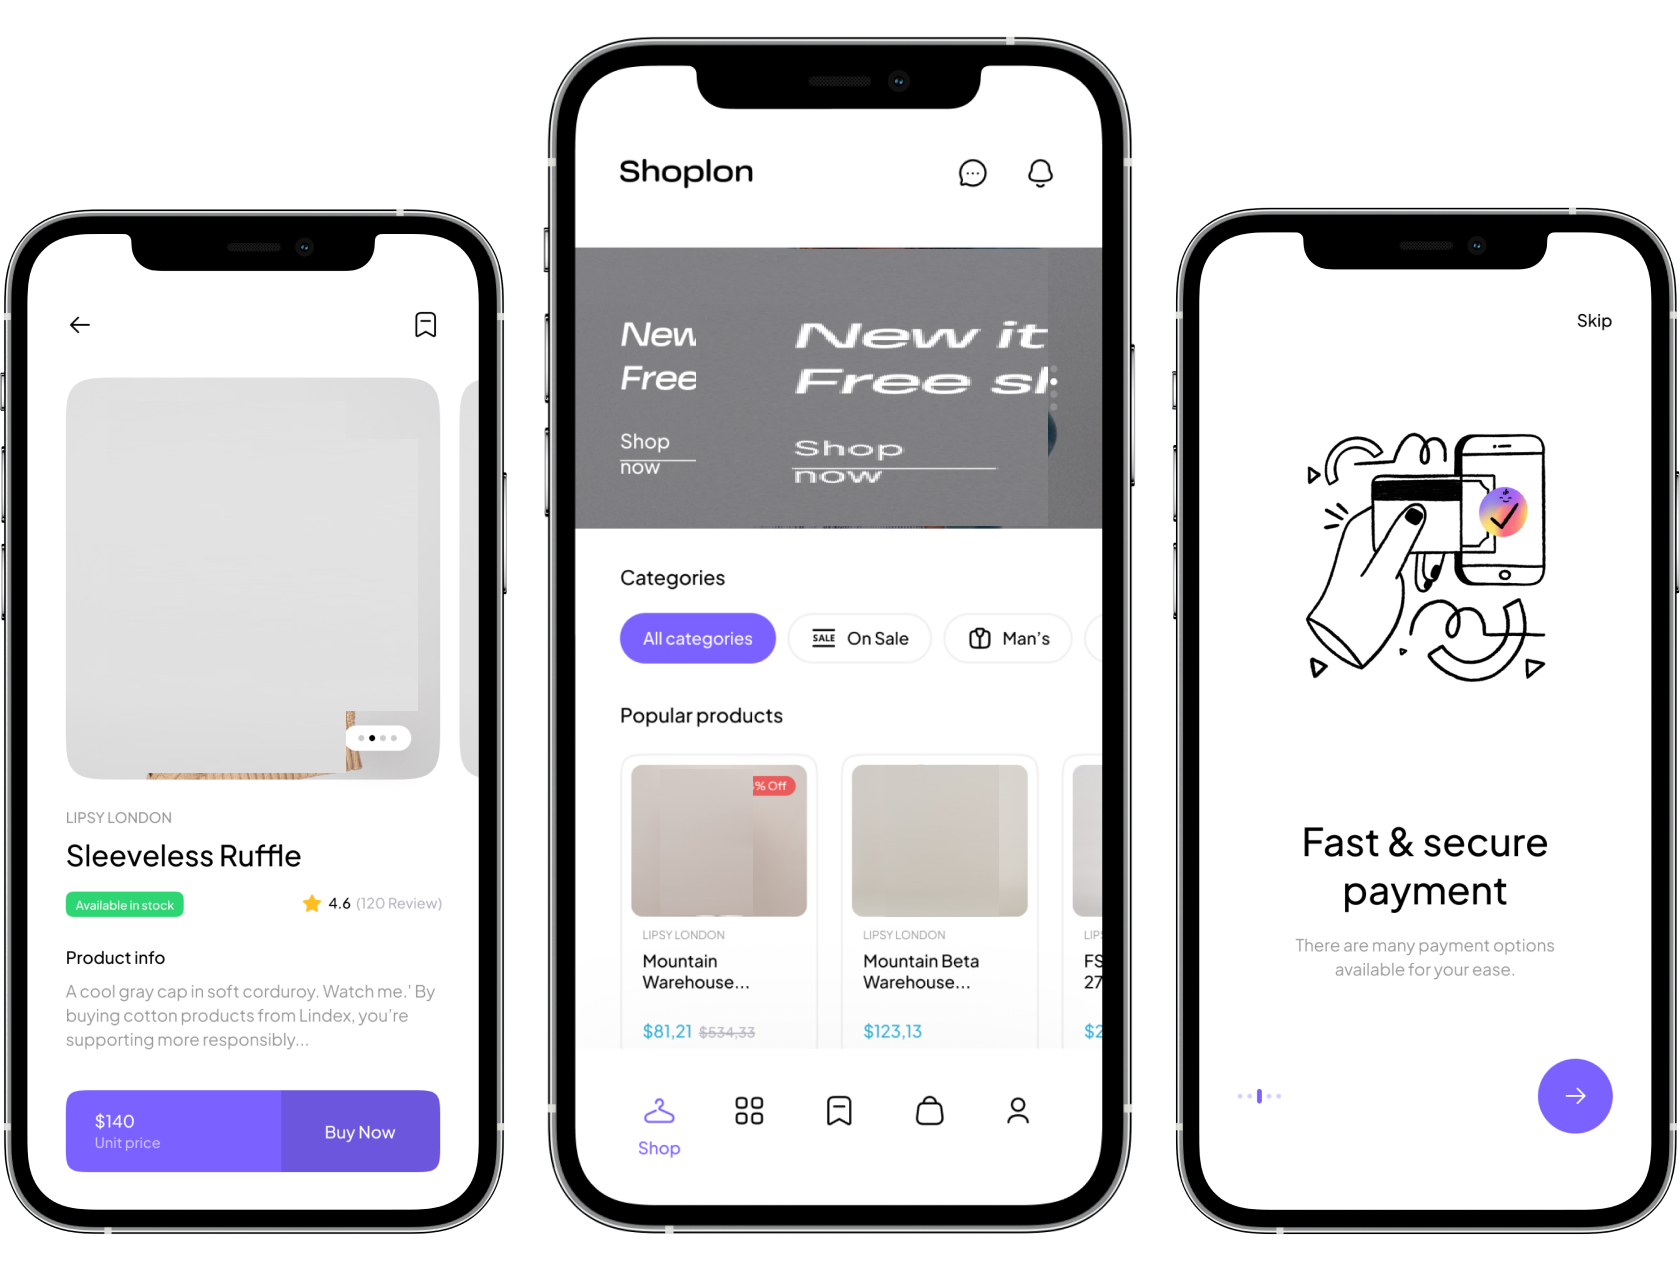 LIPSY LONDON
Sleeveless Ruffle
Available in stock
4.6 (120 Review)
Product info
A cool gray cap in soft corduroy. Watch me.' By
buying cotton products from Lindex, you're
supporting more responsibly...
$140
Unit price
Buy Now
Shoplon
New
Free
Shop
now
New it
Free
Shop
now
Categories
All categories
SALE On Sale
Man's
Popular products
% Off
LIPSY LONDON
Mountain
Warehouse...
$81,21 $534,33
LIPSY LONDON
Mountain Beta
Warehouse...
$123,13
LIPS
FS
27
$2
Shop
Skip
Fast & secure
payment
There are many payment options
available for your ease.